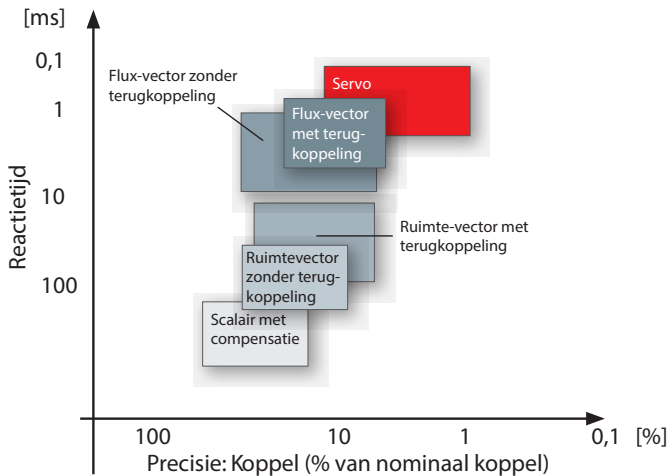 [ms]
0,1
1
10
100
Reactietijd
Flux-vector zonder
terugkoppeling
Servo
Flux-vector
met terug-
koppeling
Ruimte-vector met
terugkoppeling
Ruimtevector
zonder terug-
koppeling
Scalair met
compensatie
100
10
1
0,1
[%]
Precisie: Koppel (% van nominaal koppel)